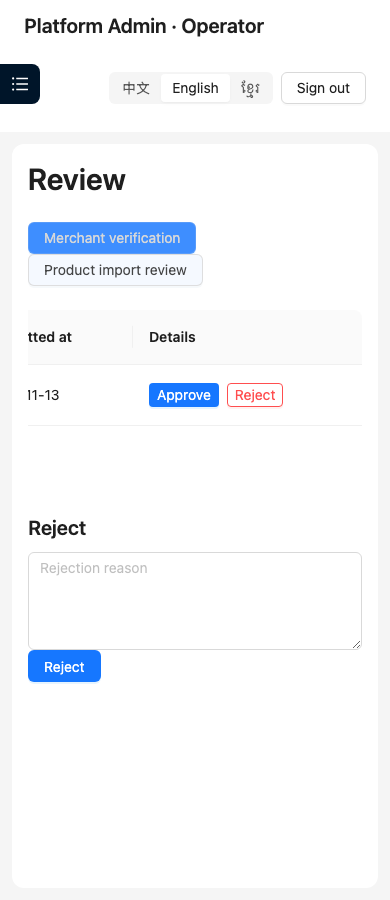 Platform Admin · Operator
中文 English ខ្មែរ Sign out
Review
Merchant verification
Product import review
tted at Details
11-13 Approve Reject
Reject
Rejection reason
Reject